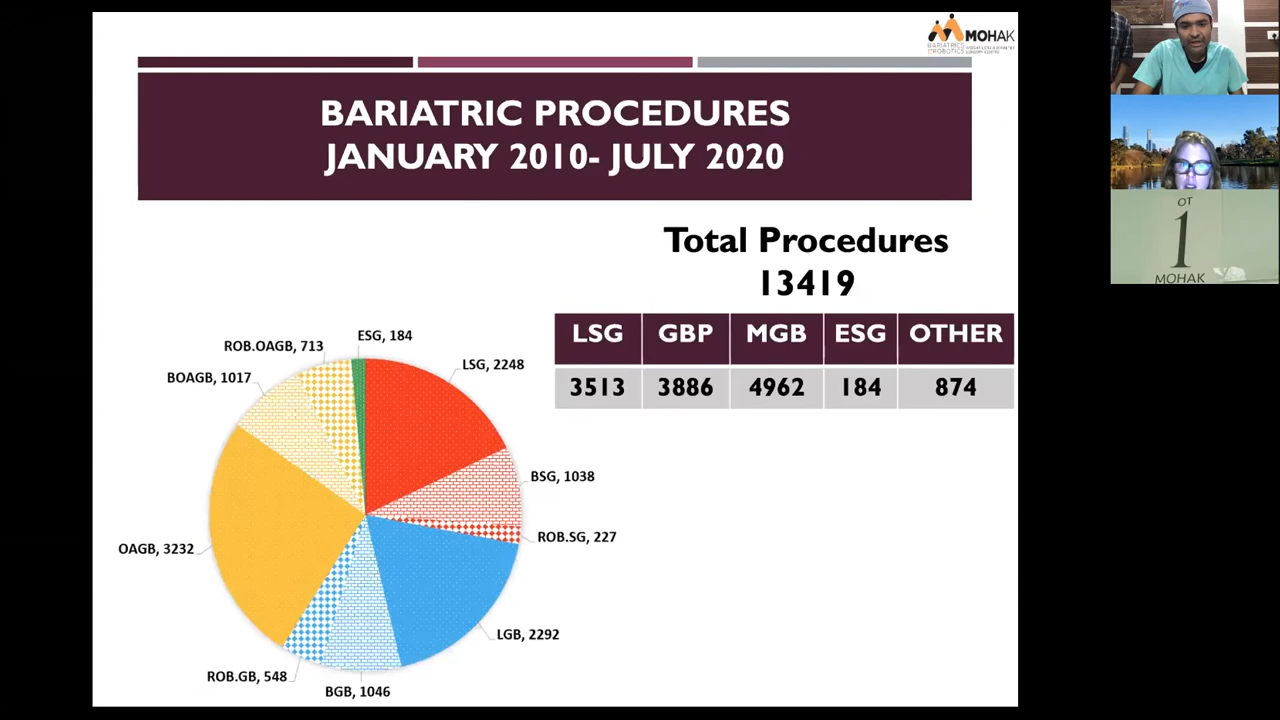 MOHAK
BARIATRICS
ROBOTICS
BARIATRIC PROCEDURES
JANUARY 2010- JULY 2020
Total Procedures
13419
LSG GBP MGB ESG OTHER
3513 3886 4962 184 874
ESG, 184
ROB.OAGB, 713
LSG, 2248
BOAGB, 1017
BSG, 1038
ROB.SG, 227
OAGB, 3232
LGB, 2292
ROB.GB, 548
BGB, 1046
OT
1
MOHAK